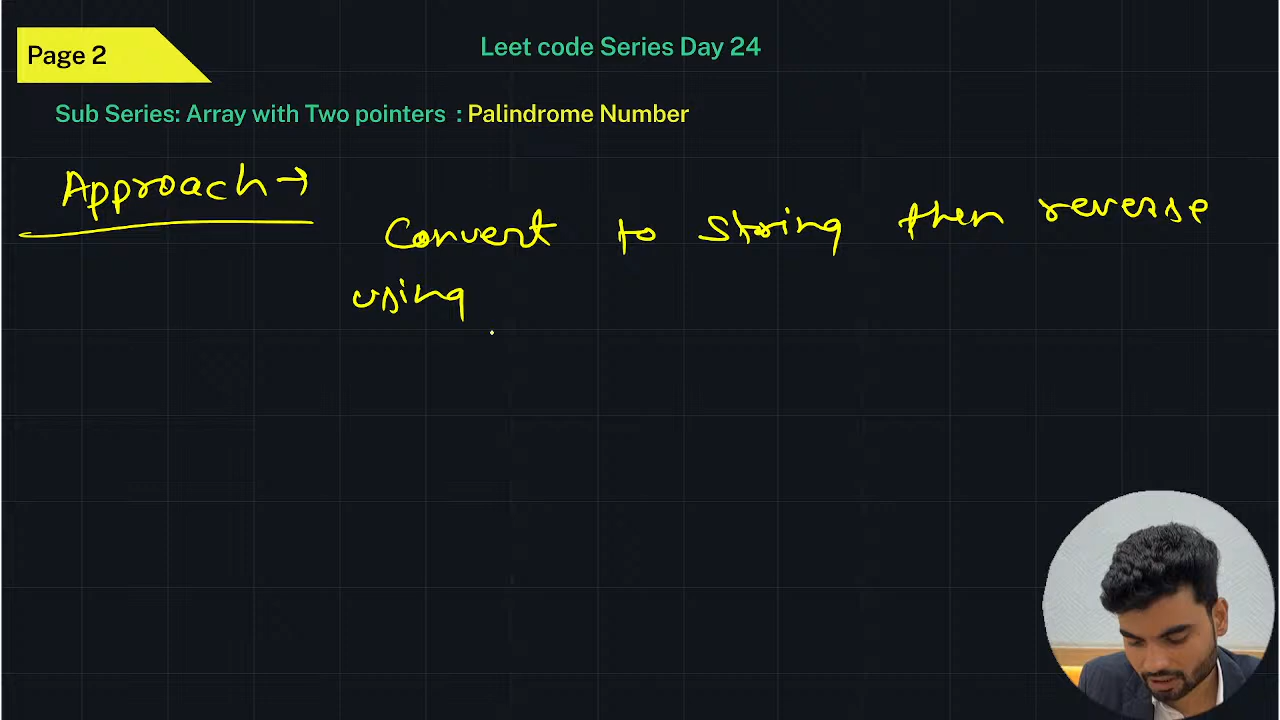 Page 2
Leet code Series Day 24
Sub Series: Array with Two pointers : Palindrome Number
Approach →
Convert to string then reverse
using